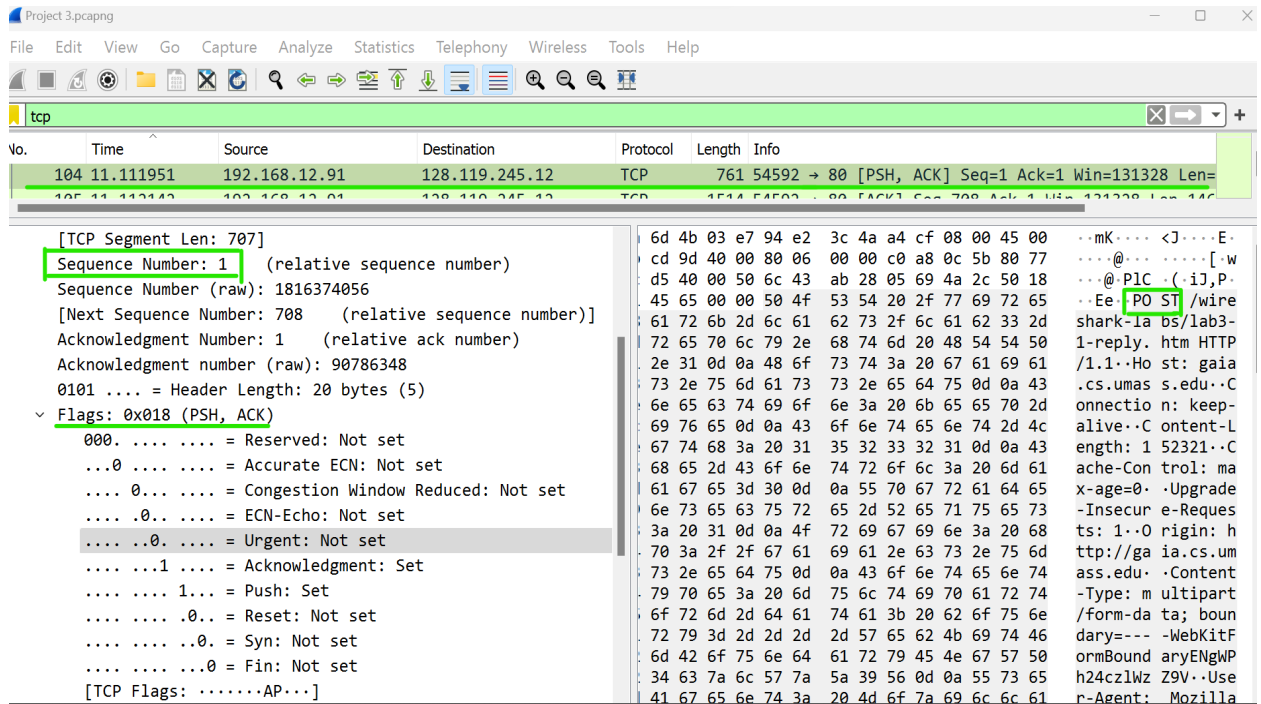 Project 3.pcapng
File Edit View Go Capture Analyze Statistics Telephony Wireless Tools Help
tcp
No. Time Source Destination Protocol Length Info
104 11.111951 192.168.12.91 128.119.245.12 TCP 761 54592 → 80 [PSH, ACK] Seq=1 Ack=1 Win=131328 Len=
[TCP Segment Len: 707]
Sequence Number: 1 (relative sequence number)
Sequence Number (raw): 1816374056
[Next Sequence Number: 708 (relative sequence number)]
Acknowledgment Number: 1 (relative ack number)
Acknowledgment number (raw): 90786348
0101 .... = Header Length: 20 bytes (5)
Flags: 0x018 (PSH, ACK)
000. .... .... = Reserved: Not set
...0 .... .... = Accurate ECN: Not set
.... 0... .... = Congestion Window Reduced: Not set
.... .0.. .... = ECN-Echo: Not set
.... ..0. .... = Urgent: Not set
.... ...1 .... = Acknowledgment: Set
.... .... 1... = Push: Set
.... .... .0.. = Reset: Not set
.... .... ..0. = Syn: Not set
.... .... ...0 = Fin: Not set
[TCP Flags: ·······AP···]
6d 4b 03 e7 94 e2 3c 4a a4 cf 08 00 45 00 ··mK···· <J····E·
cd 9d 40 00 80 06 00 00 c0 a8 0c 5b 80 77 ····@··· ·····[·w
d5 40 00 50 6c 43 ab 28 05 69 4a 2c 50 18 ···@·PlC ·(·iJ,P·
45 65 00 00 50 4f 53 54 20 2f 77 69 72 65 ··Ee··PO ST /wire
61 72 6b 2d 6c 61 62 73 2f 6c 61 62 33 2d shark-la bs/lab3-
72 65 70 6c 79 2e 68 74 6d 20 48 54 54 50 1-reply. htm HTTP
2e 31 0d 0a 48 6f 73 74 3a 20 67 61 69 61 /1.1··Ho st: gaia
73 2e 75 6d 61 73 73 2e 65 64 75 0d 0a 43 .cs.umas s.edu··C
6e 65 63 74 69 6f 6e 3a 20 6b 65 65 70 2d onnectio n: keep-
69 76 65 0d 0a 43 6f 6e 74 65 6e 74 2d 4c alive··C ontent-L
67 74 68 3a 20 31 35 32 33 32 31 0d 0a 43 ength: 1 52321··C
68 65 2d 43 6f 6e 74 72 6f 6c 3a 20 6d 61 ache-Con trol: ma
61 67 65 3d 30 0d 0a 55 70 67 72 61 64 65 x-age=0· ·Upgrade
6e 73 65 63 75 72 65 2d 52 65 71 75 65 73 -Insecur e-Reques
3a 20 31 0d 0a 4f 72 69 67 69 6e 3a 20 68 ts: 1··O rigin: h
70 3a 2f 2f 67 61 69 61 2e 63 73 2e 75 6d ttp://ga ia.cs.um
73 2e 65 64 75 0d 0a 43 6f 6e 74 65 6e 74 ass.edu· ·Content
79 70 65 3a 20 6d 75 6c 74 69 70 61 72 74 -Type: m ultipart
6f 72 6d 2d 64 61 74 61 3b 20 62 6f 75 6e /form-da ta; boun
72 79 3d 2d 2d 2d 2d 57 65 62 4b 69 74 46 dary=--- -WebKitF
6d 42 6f 75 6e 64 61 72 79 45 4e 67 57 50 ormBound aryENgWP
34 63 7a 6c 57 7a 5a 39 56 0d 0a 55 73 65 h24czlWz Z9V··Use
41 67 65 6e 74 3a 20 4d 6f 7a 69 6c 6c 61 r-Agent: Mozilla